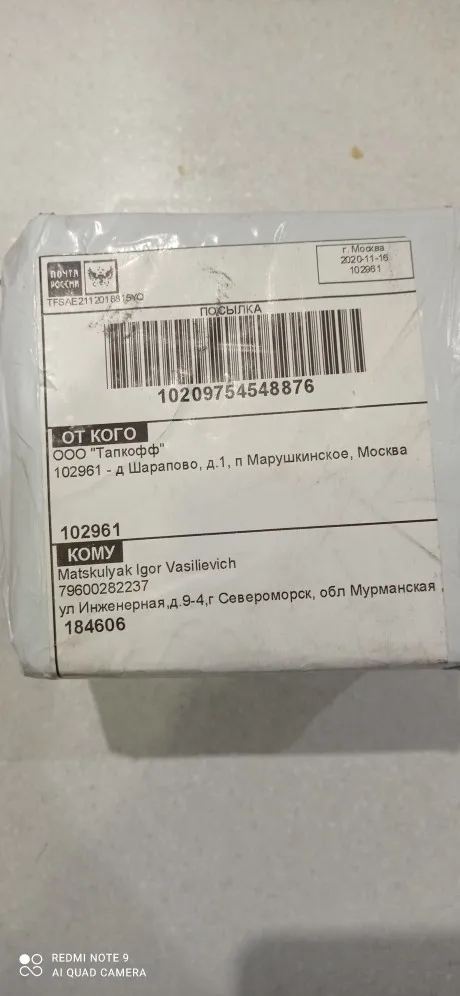 ПОЧТА
РОССИИ
г. Москва
2020-11-16
102961
TFSAE2112018815YQ
ПОСЫЛКА
10209754548876
ОТ КОГО
ООО "Тапкофф"
102961 - д Шарапово, д.1, п Марушкинское, Москва
102961
КОМУ
Matskulyak Igor Vasilievich
79600282237
ул Инженерная,д.9-4,г Североморск, обл Мурманская ,
184606
REDMI NOTE 9
AI QUAD CAMERA